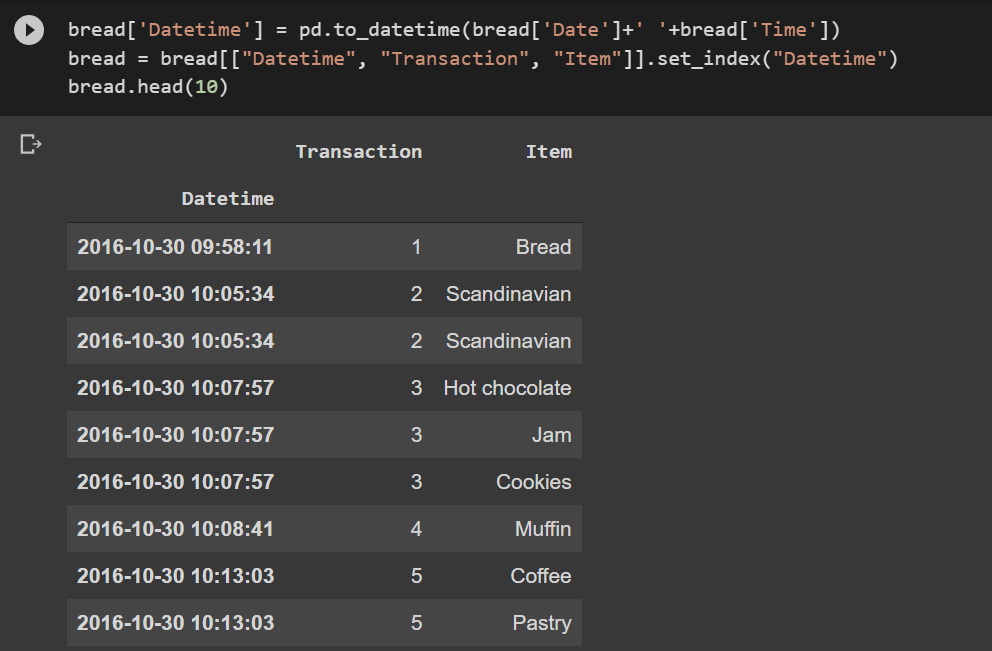 bread['Datetime'] = pd.to_datetime(bread['Date']+' '+bread['Time'])
bread = bread[["Datetime", "Transaction", "Item"]].set_index("Datetime")
bread.head(10)
Transaction Item
Datetime
2016-10-30 09:58:11 1 Bread
2016-10-30 10:05:34 2 Scandinavian
2016-10-30 10:05:34 2 Scandinavian
2016-10-30 10:07:57 3 Hot chocolate
2016-10-30 10:07:57 3 Jam
2016-10-30 10:07:57 3 Cookies
2016-10-30 10:08:41 4 Muffin
2016-10-30 10:13:03 5 Coffee
2016-10-30 10:13:03 5 Pastry